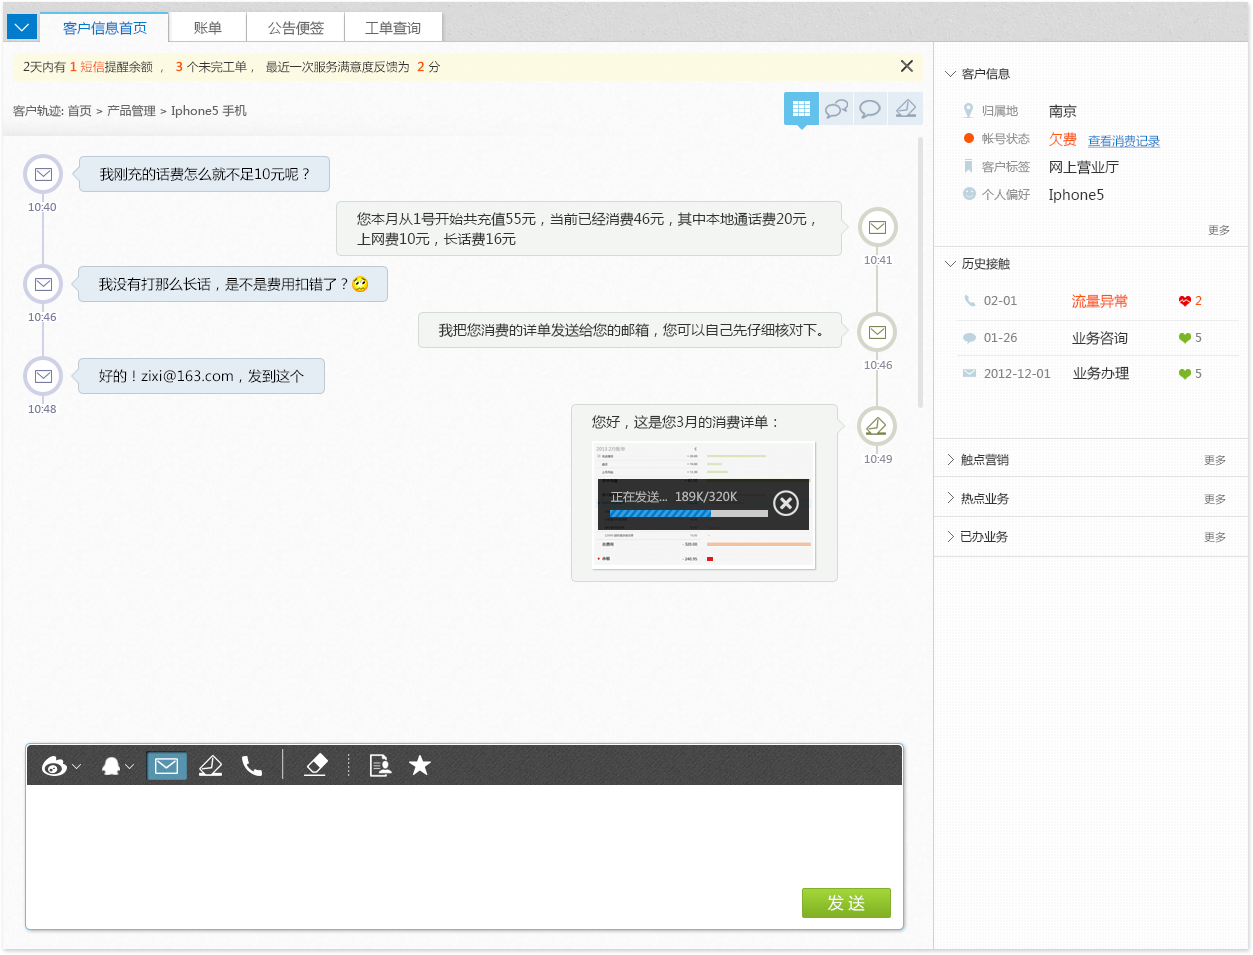 客户信息首页
账单
公告便签
工单查询
2天内有 1 短信提醒余额 ， 3 个未完工单， 最近一次服务满意度反馈为 2 分
客户轨迹: 首页 > 产品管理 > Iphone5 手机
我刚充的话费怎么就不足10元呢？
10:40
您本月从1号开始共充值55元，当前已经消费46元，其中本地通话费20元，
上网费10元，长话费16元
10:41
我没有打那么长话，是不是费用扣错了？
10:46
我把您消费的详单发送给您的邮箱，您可以自己先仔细核对下。
10:46
好的！zixi@163.com，发到这个
10:48
您好，这是您3月的消费详单：
10:49
正在发送... 189K/320K
发 送
客户信息
归属地 南京
帐号状态 欠费 查看消费记录
客户标签 网上营业厅
个人偏好 Iphone5
更多
历史接触
02-01 流量异常 2
01-26 业务咨询 5
2012-12-01 业务办理 5
触点营销 更多
热点业务 更多
已办业务 更多